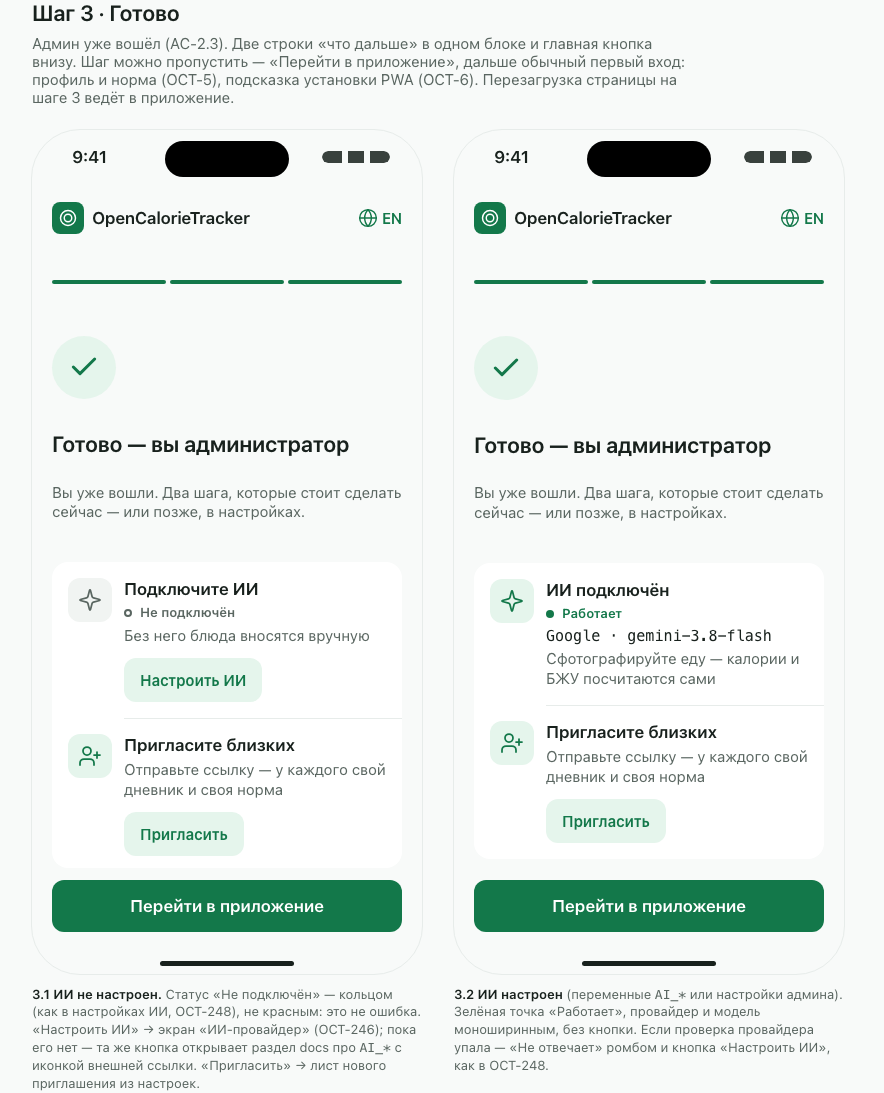 Шаг 3 · Готово
Админ уже вошёл (AC-2.3). Две строки «что дальше» в одном блоке и главная кнопка
внизу. Шаг можно пропустить — «Перейти в приложение», дальше обычный первый вход:
профиль и норма (OCT-5), подсказка установки PWA (OCT-6). Перезагрузка страницы на
шаге 3 ведёт в приложение.
9:41
OpenCalorieTracker
EN
Готово — вы администратор
Вы уже вошли. Два шага, которые стоит сделать
сейчас — или позже, в настройках.
Подключите ИИ
Не подключён
Без него блюда вносятся вручную
Настроить ИИ
Пригласите близких
Отправьте ссылку — у каждого свой
дневник и своя норма
Пригласить
Перейти в приложение
3.1 ИИ не настроен. Статус «Не подключён» — кольцом
(как в настройках ИИ, OCT-248), не красным: это не ошибка.
«Настроить ИИ» → экран «ИИ-провайдер» (OCT-246); пока
его нет — та же кнопка открывает раздел docs про AI_* с
иконкой внешней ссылки. «Пригласить» → лист нового
приглашения из настроек.
9:41
OpenCalorieTracker
EN
Готово — вы администратор
Вы уже вошли. Два шага, которые стоит сделать
сейчас — или позже, в настройках.
ИИ подключён
Работает
Google · gemini-3.8-flash
Сфотографируйте еду — калории и
БЖУ посчитаются сами
Пригласите близких
Отправьте ссылку — у каждого свой
дневник и своя норма
Пригласить
Перейти в приложение
3.2 ИИ настроен (переменные AI_* или настройки админа).
Зелёная точка «Работает», провайдер и модель
моноширинным, без кнопки. Если проверка провайдера
упала — «Не отвечает» ромбом и кнопка «Настроить ИИ»,
как в OCT-248.